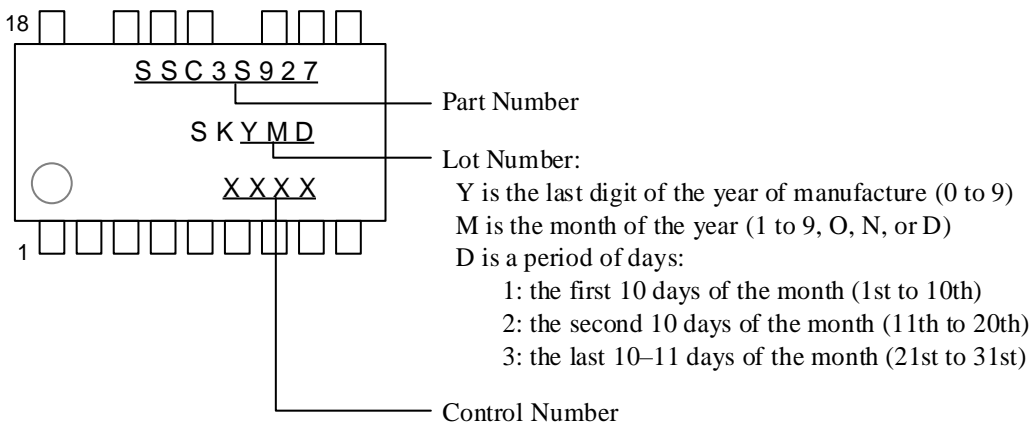 18
SSC3S927
Part Number
SKYMD
Lot Number:
Y is the last digit of the year of manufacture (0 to 9)
XXXX
M is the month of the year (1 to 9, O, N, or D)
1
D is a period of days:
1: the first 10 days of the month (1st to 10th)
2: the second 10 days of the month (11th to 20th)
3: the last 10–11 days of the month (21st to 31st)
Control Number